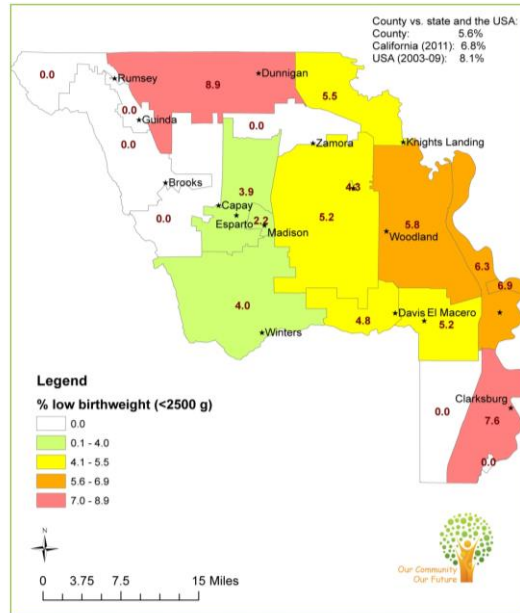 County vs. state and the USA:
County: 5.6%
California (2011): 6.8%
USA (2003-09): 8.1%
0.0
Rumsey
8.9
Dunnigan
5.5
0.0
Guinda
0.0
0.0
Zamora
Knights Landing
Brooks
3.9
4.3
Capay
0.0
Esparto
2.2
Madison
5.2
5.8
Woodland
6.3
6.9
4.0
4.8
Davis
El Macero
5.2
Winters
Legend
% low birthweight (<2500 g)
0.0
0.1 - 4.0
4.1 - 5.5
5.6 - 6.9
7.0 - 8.9
Clarksburg
0.0
7.6
0.0
N
0 3.75 7.5 15 Miles
Our Community
Our Future